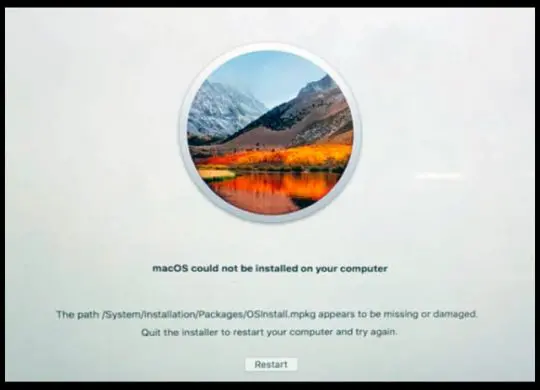 macOS could not be installed on your computer
The path /System/Installation/Packages/OSInstall.mpkg appears to be missing or damaged.
Quit the installer to restart your computer and try again.
Restart